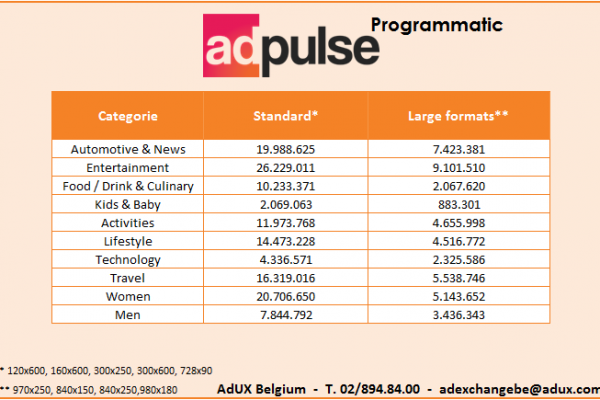 adpulse Programmatic
Categorie Standard* Large formats**
Automotive & News 19.988.625 7.423.381
Entertainment 26.229.011 9.101.510
Food / Drink & Culinary 10.233.371 2.067.620
Kids & Baby 2.069.063 883.301
Activities 11.973.768 4.655.998
Lifestyle 14.473.228 4.516.772
Technology 4.336.571 2.325.586
Travel 16.319.016 5.538.746
Women 20.706.650 5.143.652
Men 7.844.792 3.436.343
* 120x600, 160x600, 300x250, 300x600, 728x90
** 970x250, 840x150, 840x250,980x180 AdUX Belgium - T. 02/894.84.00 - adexchangebe@adux.com